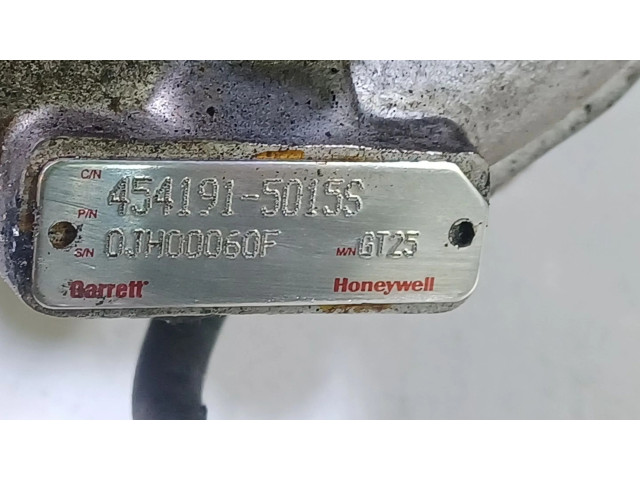 C/N
P/N 454191-5015S
S/N 0JH00060F M/N GT25
Garrett Honeywell